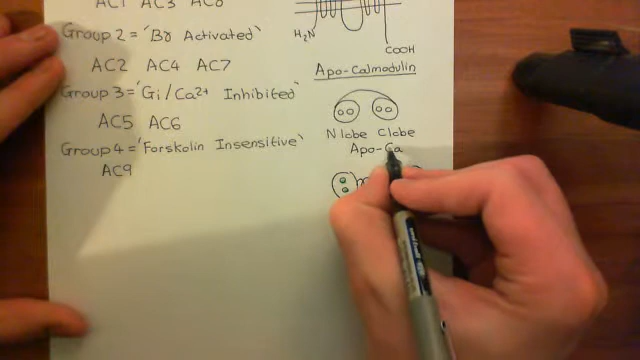 AC1 AC3 AC8
Group 2 = 'Bγ Activated'
AC2 AC4 AC7
Group 3 = 'Gi/Ca2+ Inhibited'
AC5 AC6
Group 4 = 'Forskolin Insensitive'
AC9
H2N
COOH
Apo-Calmodulin
N lobe C lobe
Apo-Ca